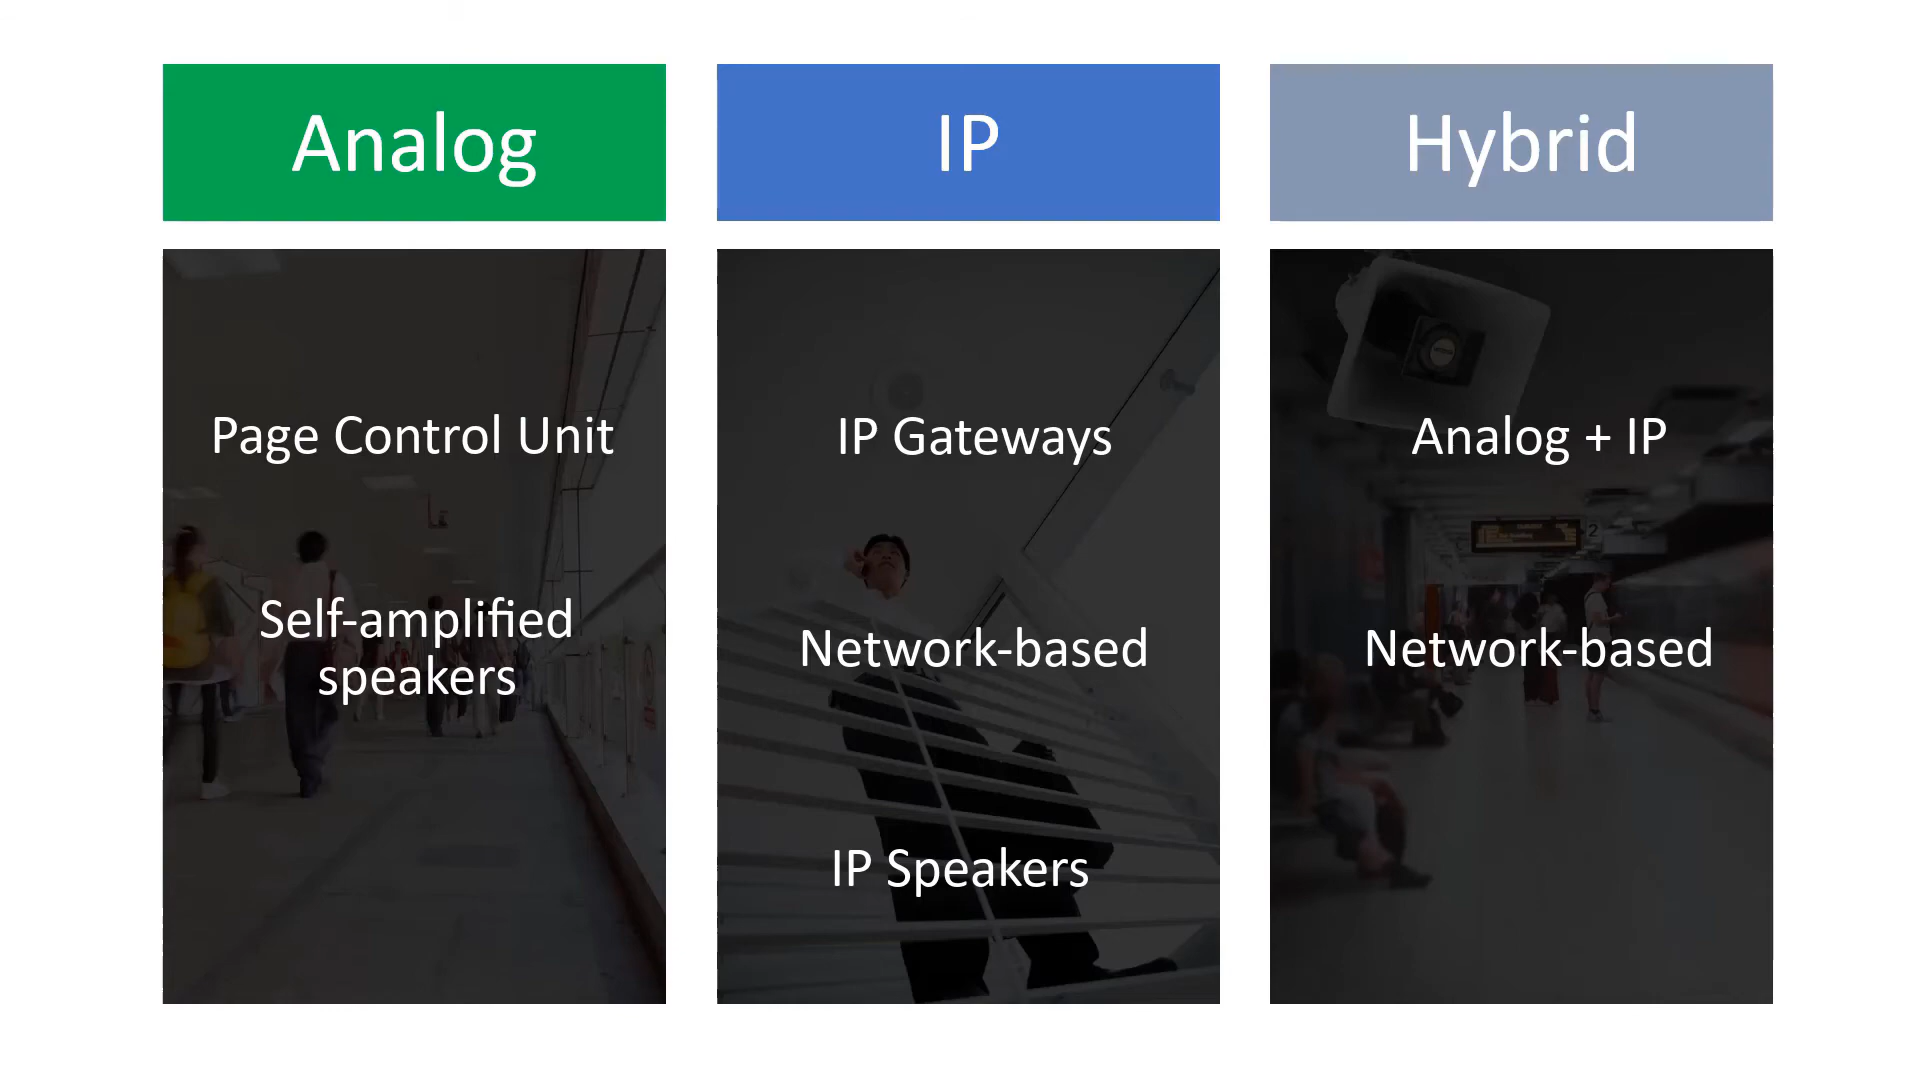 Analog
Page Control Unit
Self-amplified
speakers
IP
IP Gateways
Network-based
IP Speakers
Hybrid
Analog + IP
2
Network-based